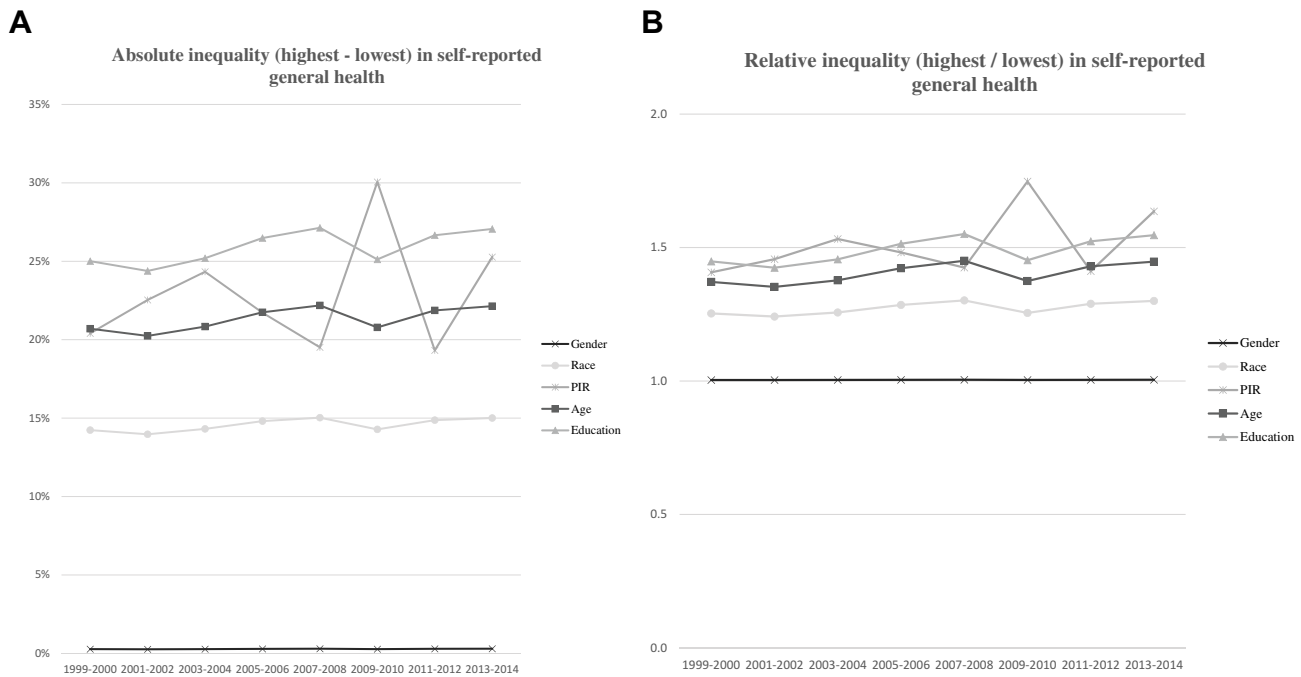 A
Absolute inequality (highest - lowest) in self-reported
general health
35%
30%
25%
20%
15%
10%
5%
0%
1999-2000 2001-2002 2003-2004 2005-2006 2007-2008 2009-2010 2011-2012 2013-2014
Gender
Race
PIR
Age
Education
B
Relative inequality (highest / lowest) in self-reported
general health
2.0
1.5
1.0
0.5
0.0
1999-2000 2001-2002 2003-2004 2005-2006 2007-2008 2009-2010 2011-2012 2013-2014
Gender
Race
PIR
Age
Education